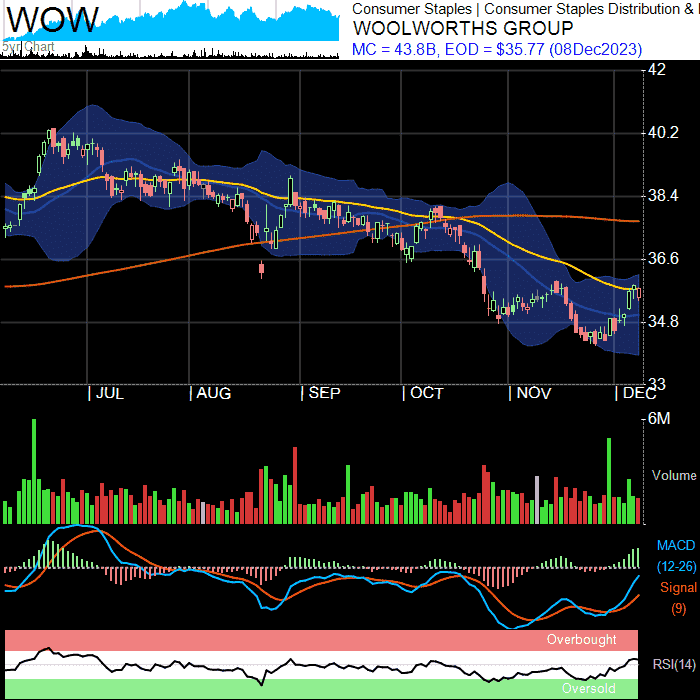 WOW
5yr Chart
Consumer Staples | Consumer Staples Distribution &
WOOLWORTHS GROUP
MC = 43.8B, EOD = $35.77 (08Dec2023)
42
40.2
38.4
36.6
34.8
33
| JUL | AUG | SEP | OCT | NOV | DEC
6M
Volume
MACD
(12-26)
Signal
(9)
Overbought
RSI(14)
Oversold